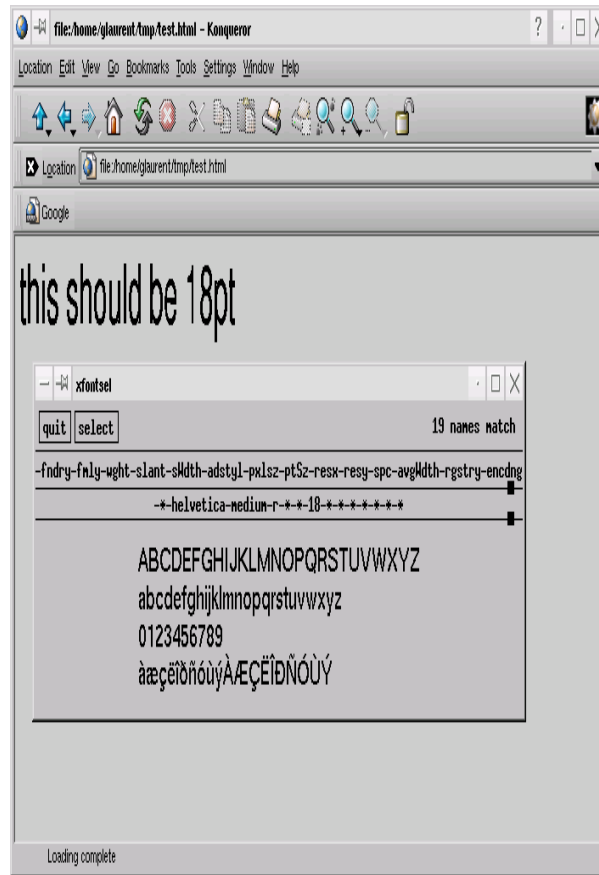 file:/home/glaurent/tmp/test.html - Konqueror
Location Edit View Go Bookmarks Tools Settings Window Help
Location file:/home/glaurent/tmp/test.html
Google
this should be 18pt
xfontsel
quit select 19 names match
-fndry-fmly-wght-slant-sWdth-adstyl-pxlsz-ptSz-resx-resy-spc-avgWdth-rgstry-encdng
-*-helvetica-medium-r-*-*-18-*-*-*-*-*-*-*
ABCDEFGHIJKLMNOPQRSTUVWXYZ
abcdefghijklmnopqrstuvwxyz
0123456789
àæçëîðñóùýÀÆÇËÎÐÑÓÙÝ
Loading complete